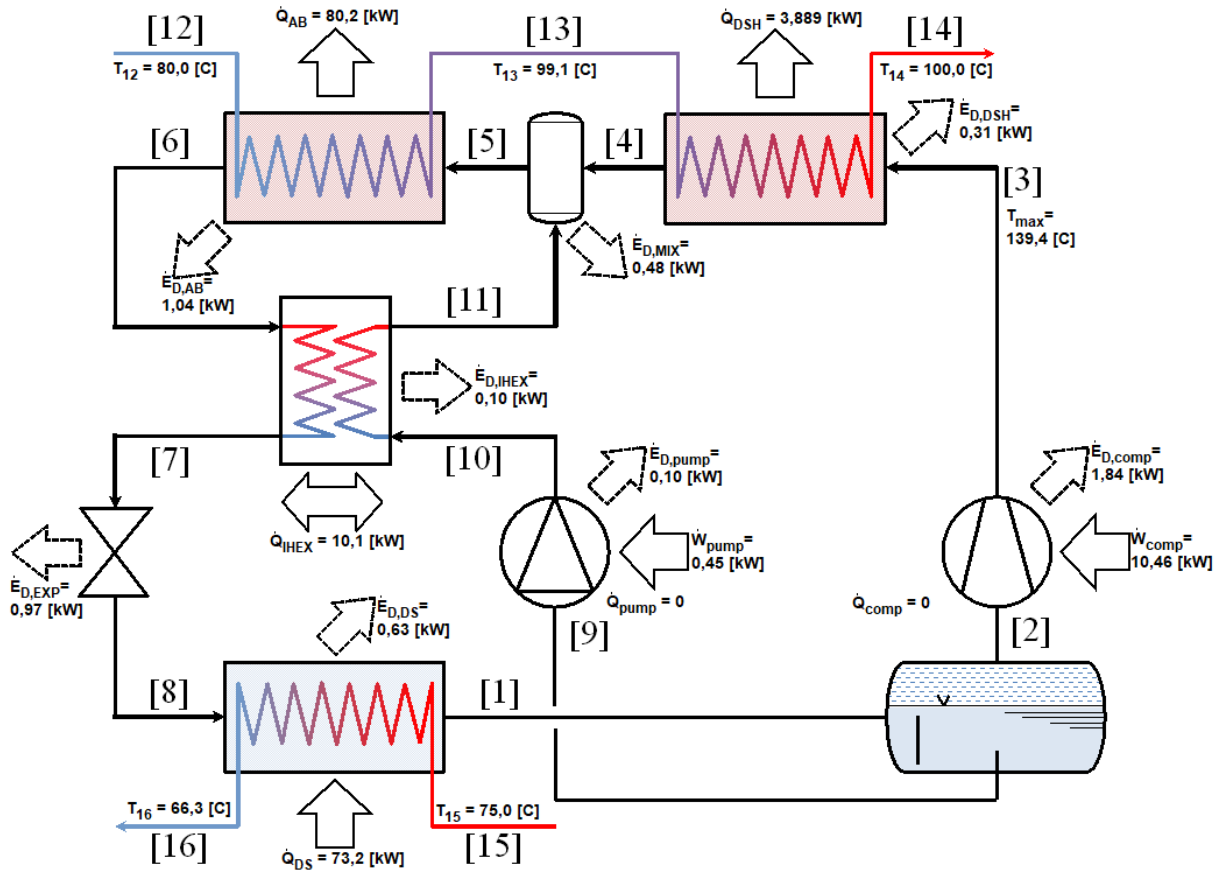 Q̇AB = 80,2 [kW]
Q̇DSH = 3,889 [kW]
[12]
[13]
[14]
T12 = 80,0 [C]
T13 = 99,1 [C]
T14 = 100,0 [C]
ĖD,DSH=
0,31 [kW]
[6]
[5]
[4]
[3]
Tmax=
139,4 [C]
ĖD,MIX=
0,48 [kW]
ĖD,AB=
1,04 [kW]
[11]
ĖD,IHEX=
0,10 [kW]
[7]
[10]
ĖD,pump=
0,10 [kW]
ĖD,comp=
1,84 [kW]
Q̇IHEX = 10,1 [kW]
Ẇpump=
0,45 [kW]
Ẇcomp=
10,46 [kW]
ĖD,EXP=
0,97 [kW]
Q̇pump = 0
Q̇comp = 0
ĖD,DS=
0,63 [kW]
[9]
[2]
[8]
[1]
T16 = 66,3 [C]
T15 = 75,0 [C]
[16]
Q̇DS = 73,2 [kW]
[15]